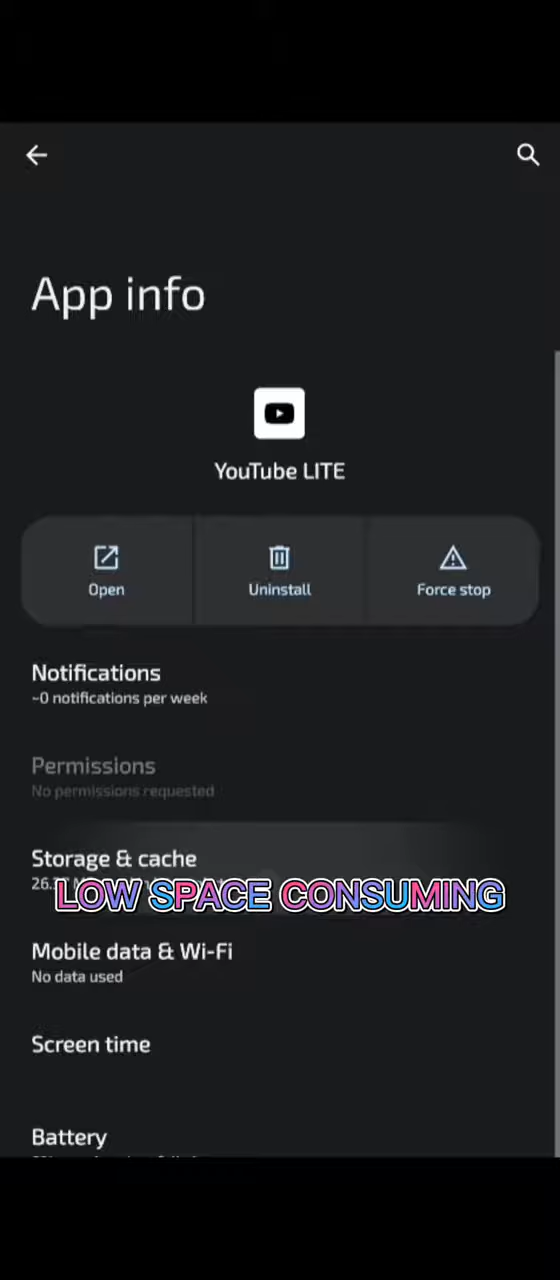 App info
YouTube LITE
Open
Uninstall
Force stop
Notifications
~0 notifications per week
Permissions
No permissions requested
Storage & cache
LOW SPACE CONSUMING
Mobile data & Wi-Fi
No data used
Screen time
Battery